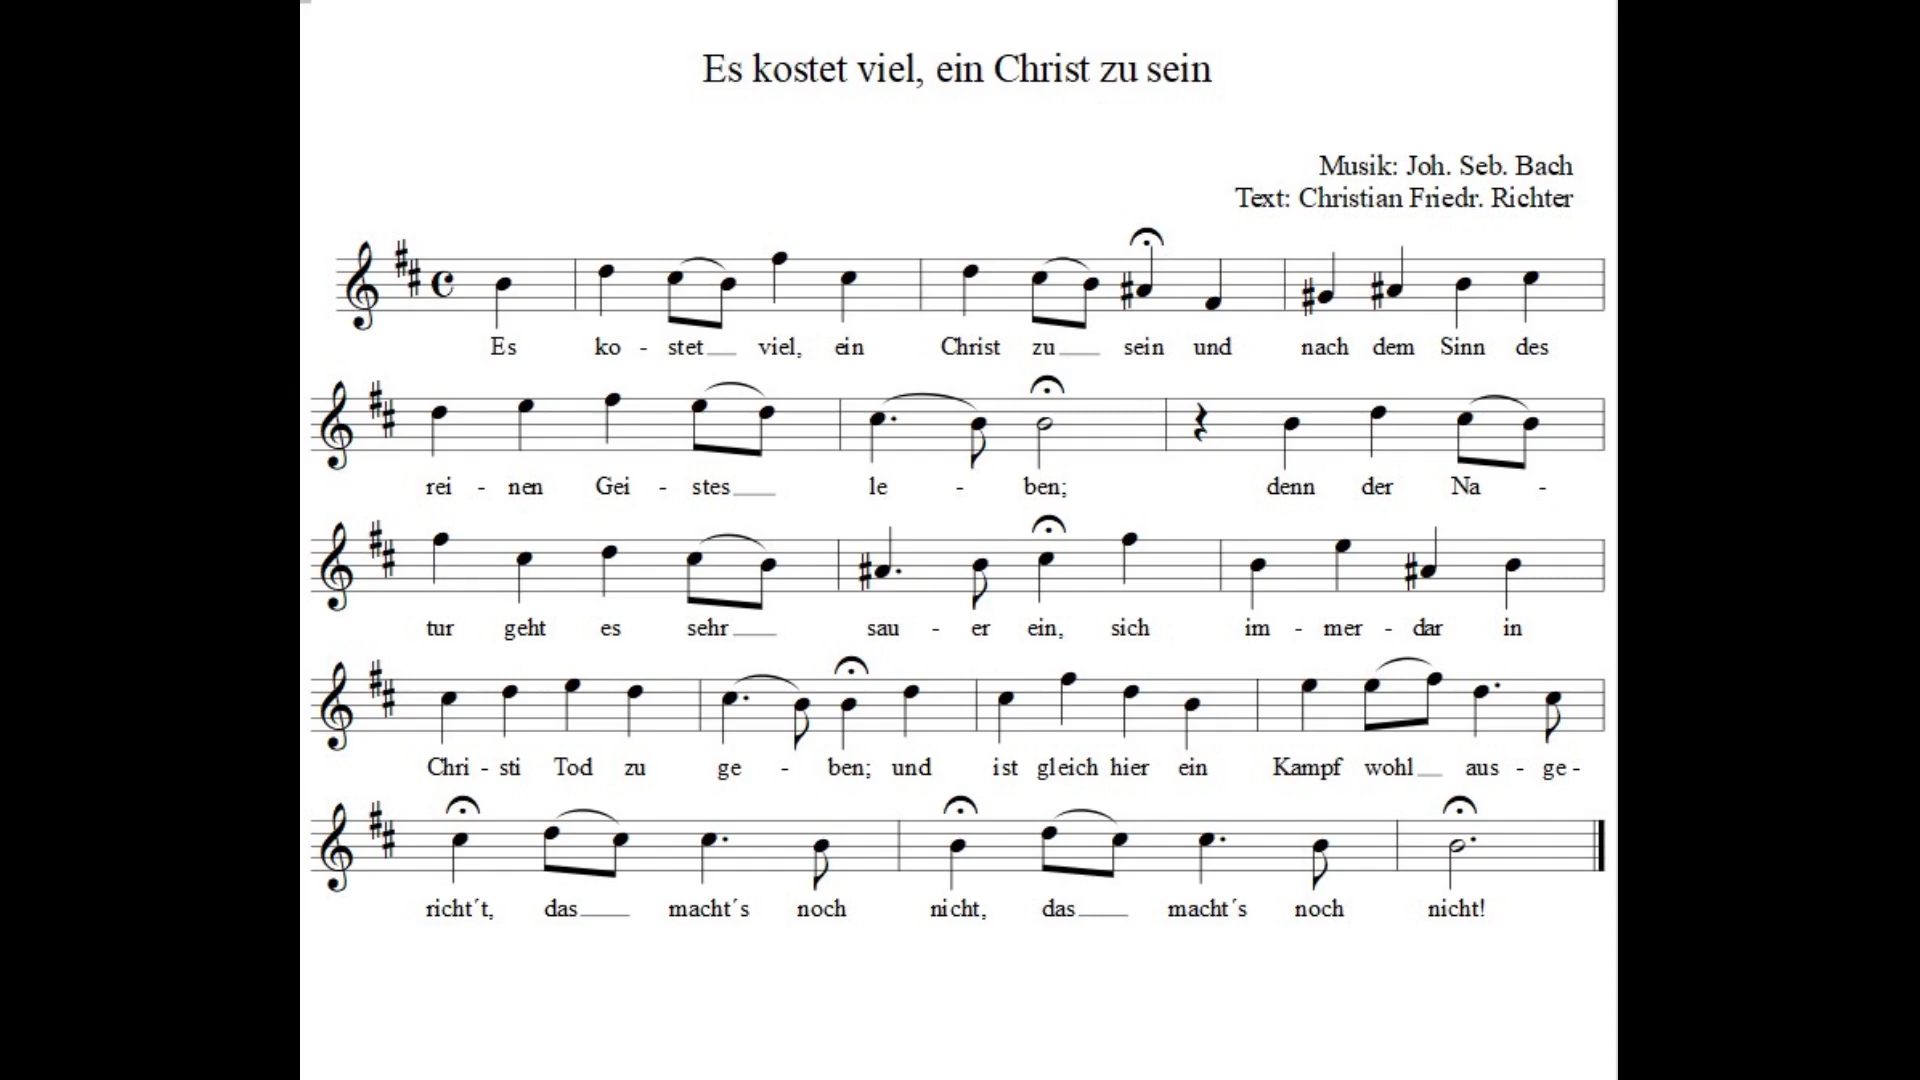 Es kostet viel, ein Christ zu sein
Musik: Joh. Seb. Bach
Text: Christian Friedr. Richter
Es ko - stet viel, ein Christ zu sein und nach dem Sinn des
rei - nen Gei - stes le - ben; denn der Na -
tur geht es sehr sau - er ein, sich im - mer - dar in
Chri - sti Tod zu ge - ben; und ist gleich hier ein Kampf wohl aus - ge -
richt´t, das macht´s noch nicht, das macht´s noch nicht!